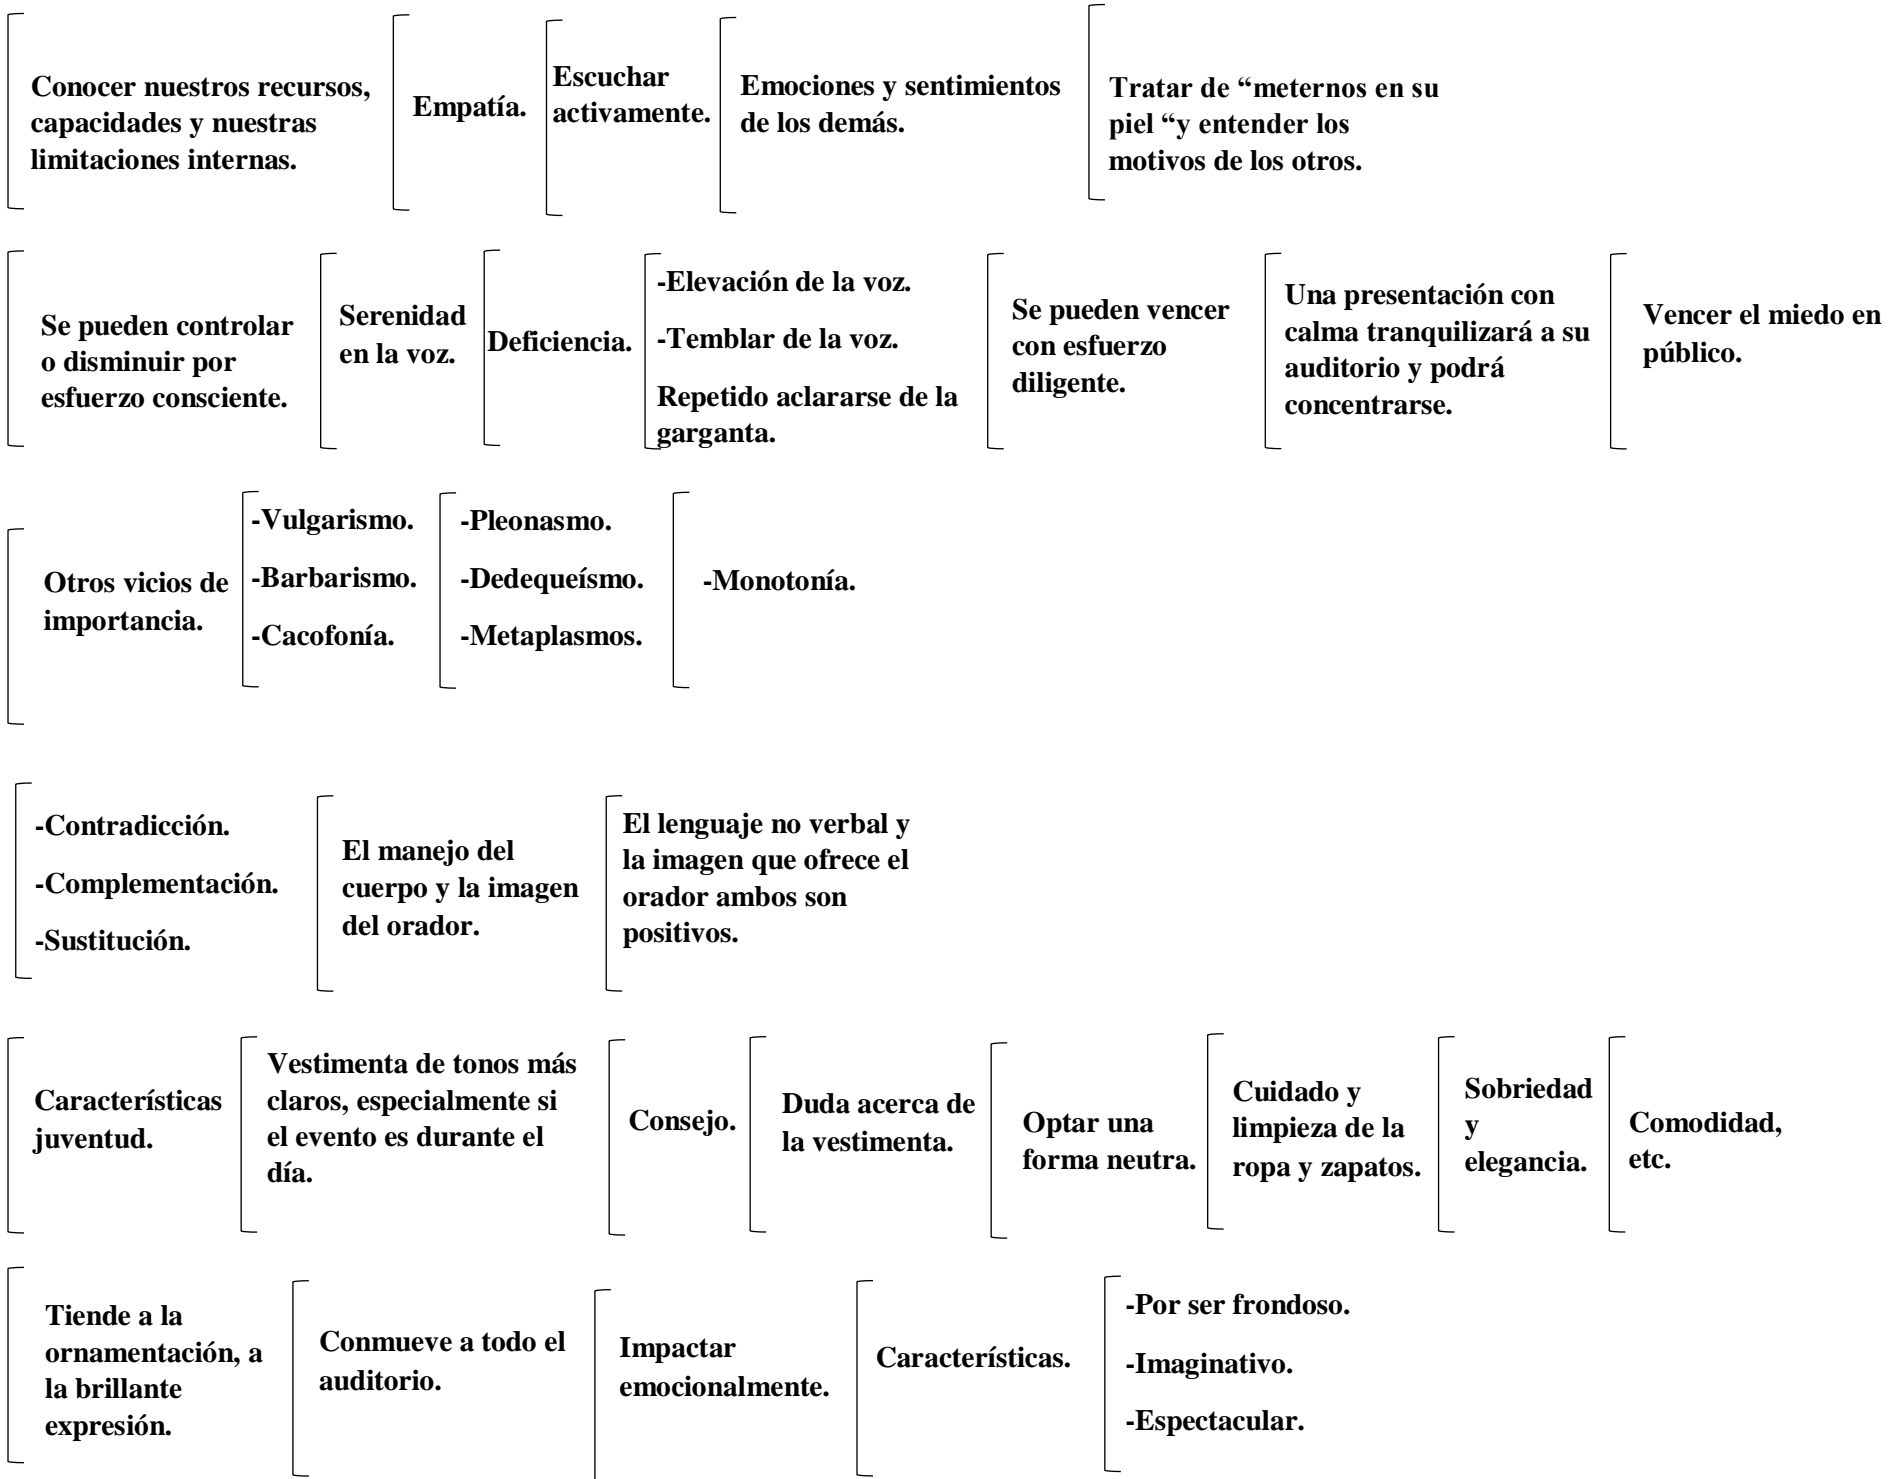 Conocer nuestros recursos,
capacidades y nuestras
limitaciones internas.
Empatía.
Escuchar
activamente.
Emociones y sentimientos
de los demás.
Tratar de “meternos en su
piel “y entender los
motivos de los otros.
Se pueden controlar
o disminuir por
esfuerzo consciente.
Serenidad
en la voz.
Deficiencia.
-Elevación de la voz.
-Temblar de la voz.
Repetido aclararse de la
garganta.
Se pueden vencer
con esfuerzo
diligente.
Una presentación con
calma tranquilizará a su
auditorio y podrá
concentrarse.
Vencer el miedo en
público.
Otros vicios de
importancia.
-Vulgarismo.
-Barbarismo.
-Cacofonía.
-Pleonasmo.
-Dedequeísmo.
-Metaplasmos.
-Monotonía.
-Contradicción.
-Complementación.
-Sustitución.
El manejo del
cuerpo y la imagen
del orador.
El lenguaje no verbal y
la imagen que ofrece el
orador ambos son
positivos.
Características
juventud.
Vestimenta de tonos más
claros, especialmente si
el evento es durante el
día.
Consejo.
Duda acerca de
la vestimenta.
Optar una
forma neutra.
Cuidado y
limpieza de la
ropa y zapatos.
Sobriedad
y
elegancia.
Comodidad,
etc.
Tiende a la
ornamentación, a
la brillante
expresión.
Conmueve a todo el
auditorio.
Impactar
emocionalmente.
Características.
-Por ser frondoso.
-Imaginativo.
-Espectacular.